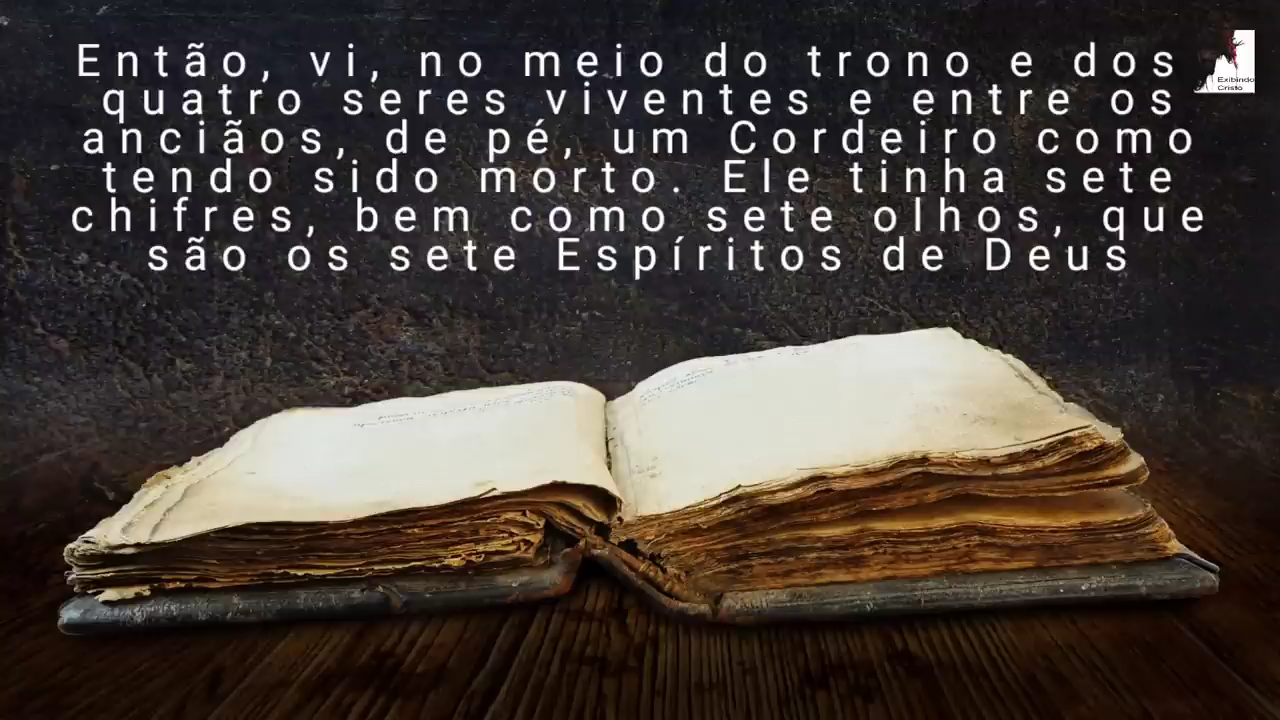 Então, vi, no meio do trono e dos
quatro seres viventes e entre os
anciãos, de pé, um Cordeiro como
tendo sido morto. Ele tinha sete
chifres, bem como sete olhos, que
são os sete Espíritos de Deus
Exibindo
Cristo